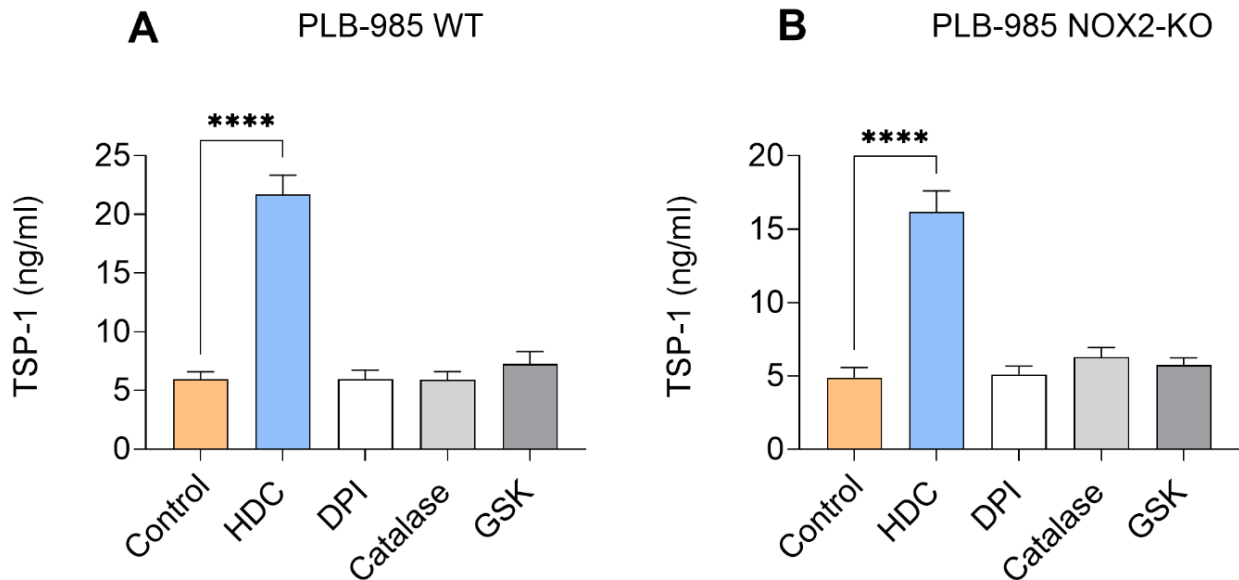 A PLB-985 WT
****
TSP-1 (ng/ml)
25
20
15
10
5
0
Control
HDC
DPI
Catalase
GSK
B PLB-985 NOX2-KO
****
TSP-1 (ng/ml)
20
15
10
5
0
Control
HDC
DPI
Catalase
GSK